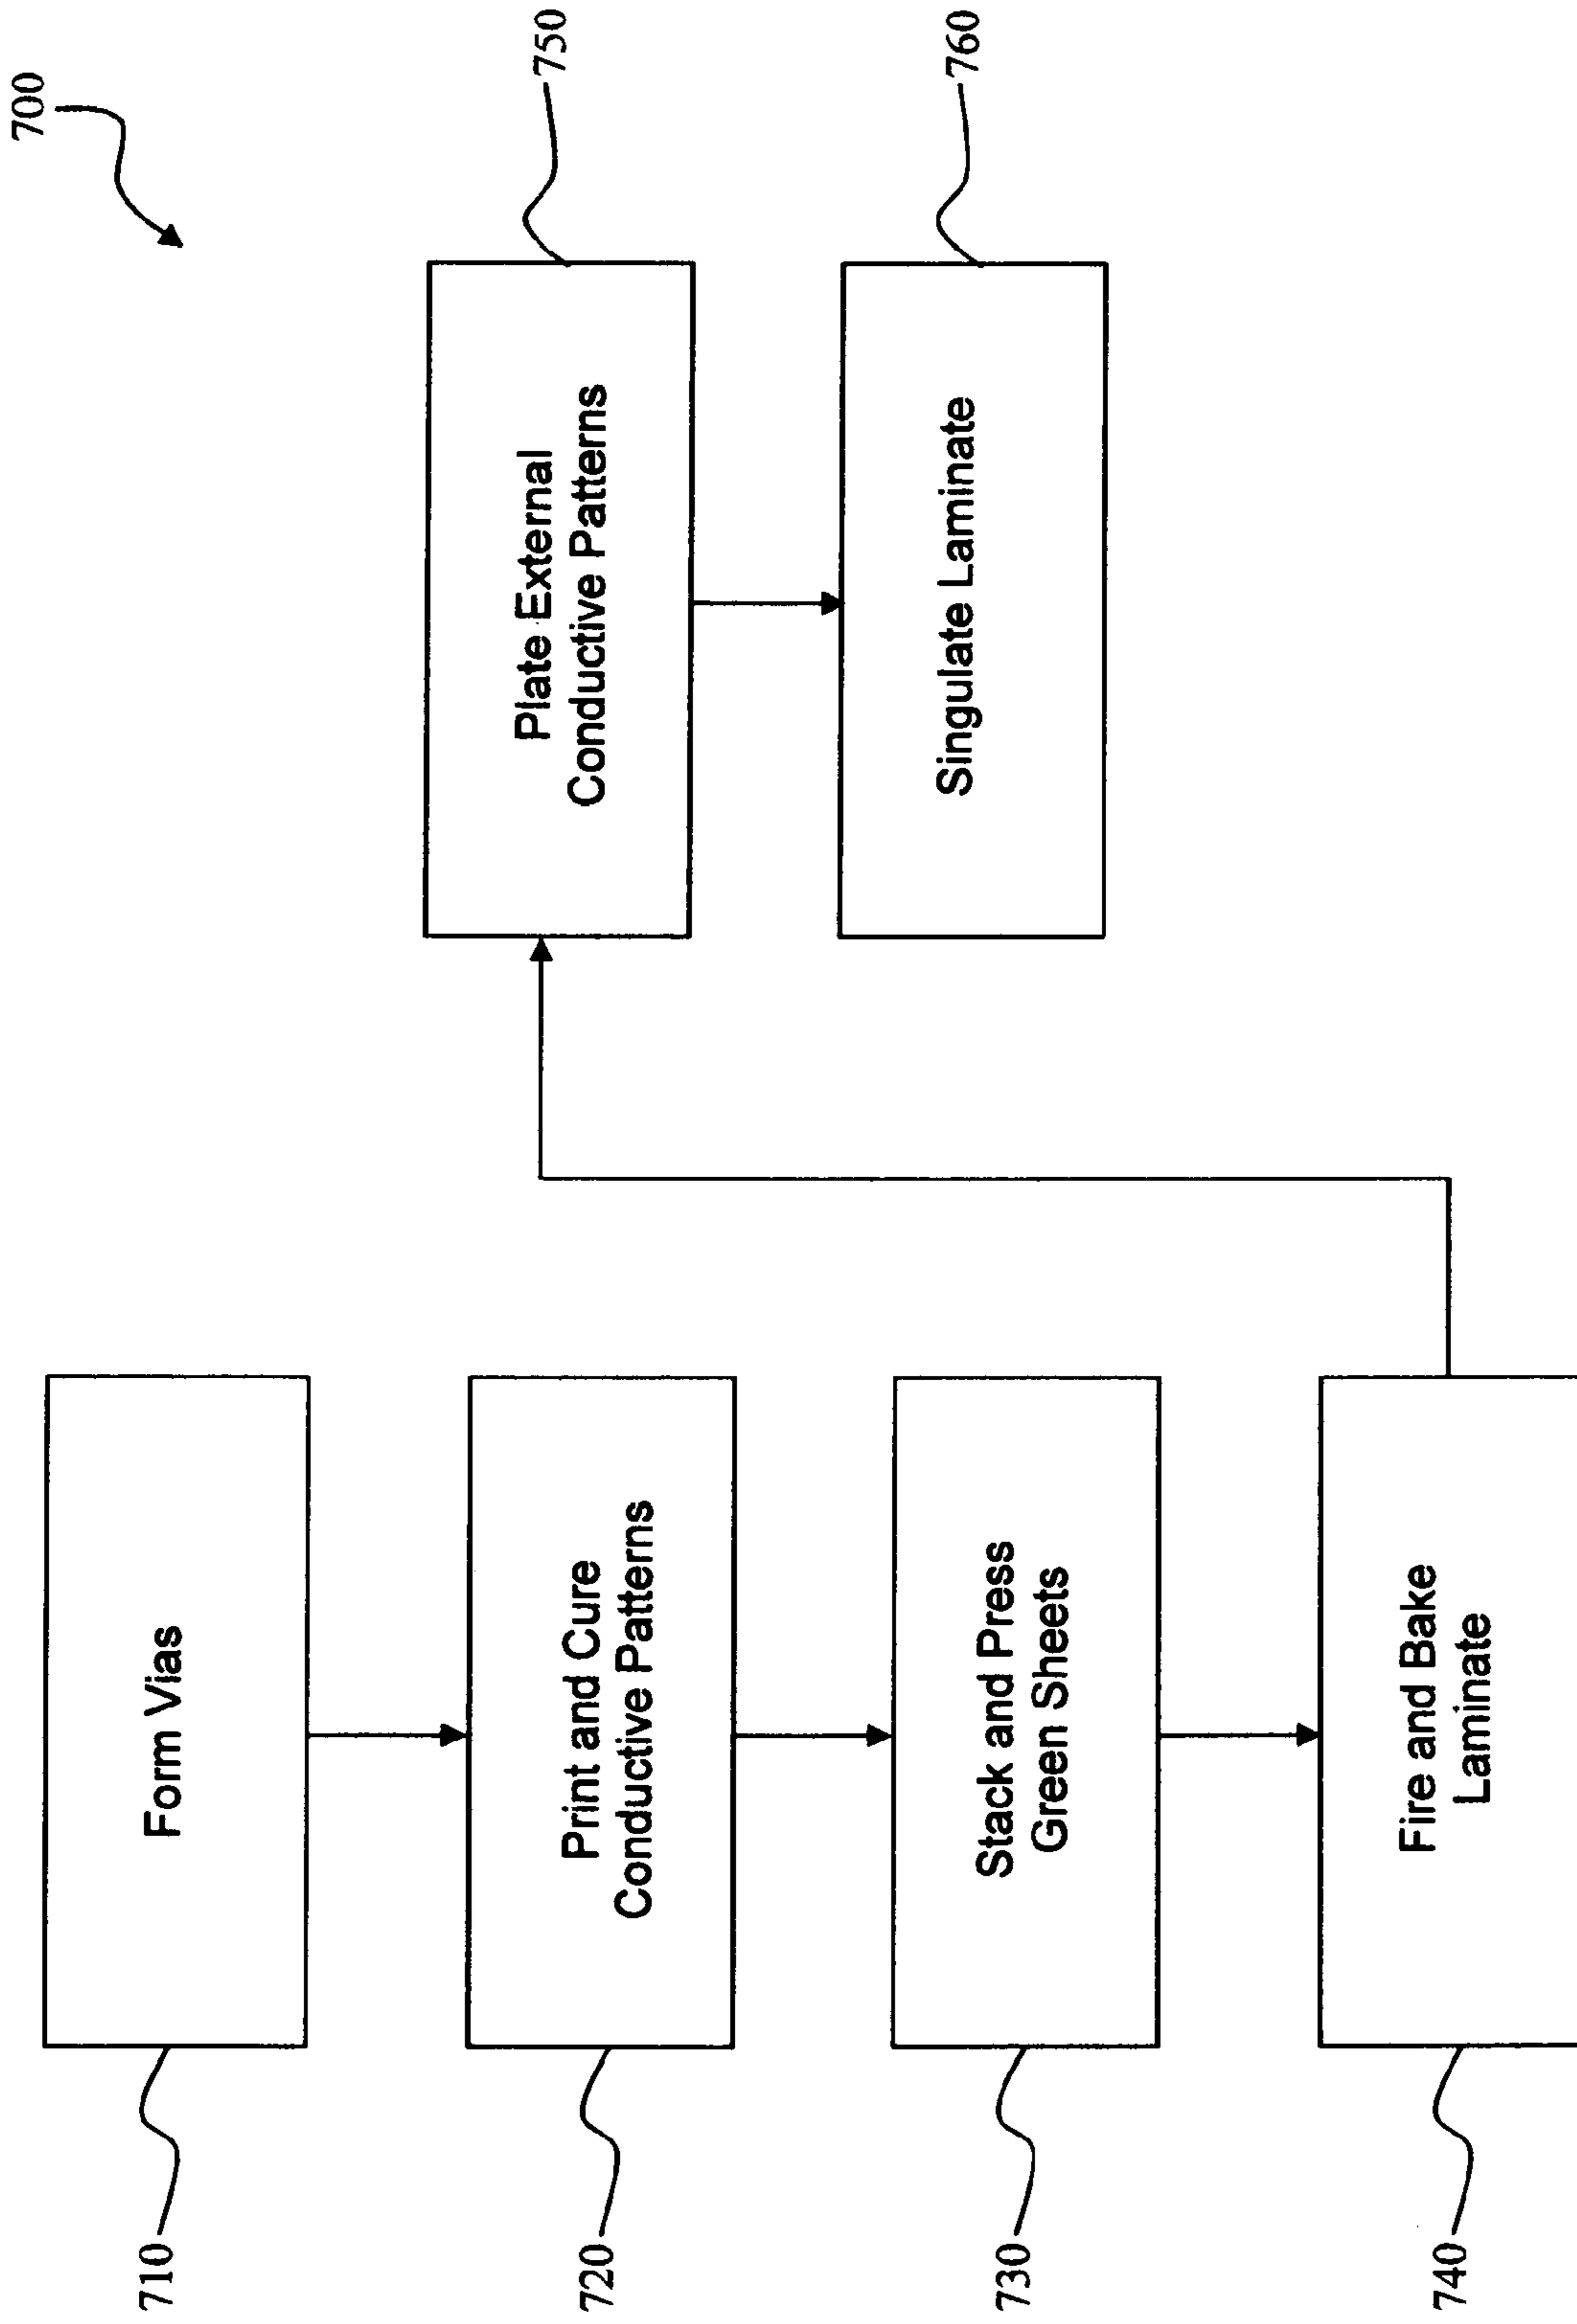 700
710
Form Vias
720
Print and Cure
Conductive Patterns
730
Stack and Press
Green Sheets
740
Fire and Bake
Laminate
750
Plate External
Conductive Patterns
760
Singulate Laminate